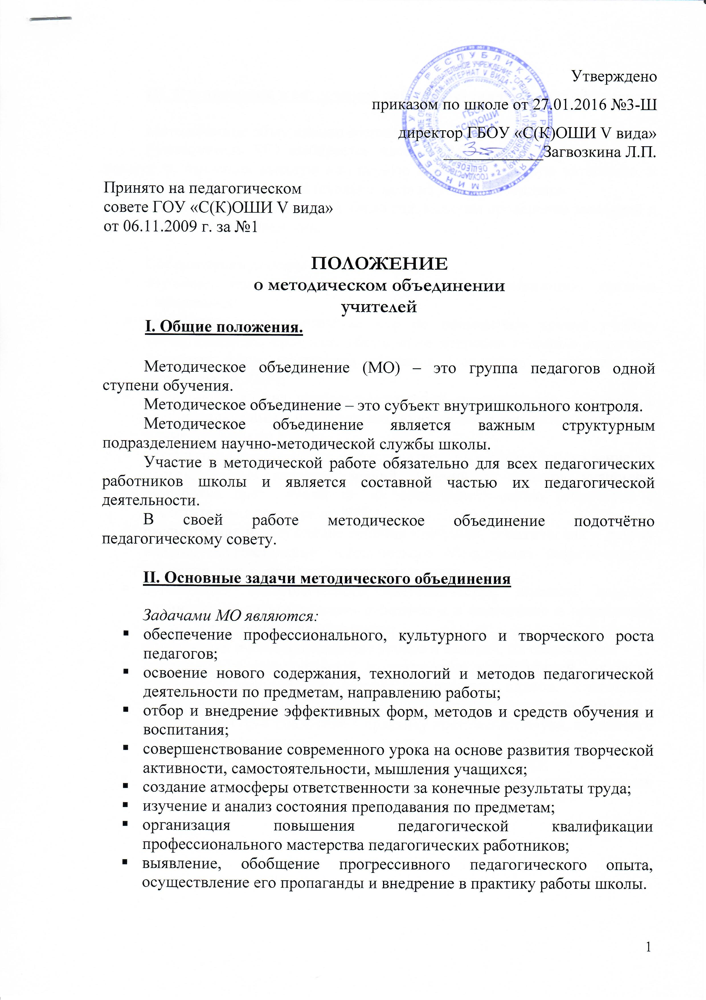 Утверждено
приказом по школе от 27.01.2016 №3-Ш
директор ГБОУ «С(К)ОШИ V вида»
Загвозкина Л.П.
МИНОБРНАУКИ РЕСПУБЛИКИ БУРЯТИЯ
ГБОУ
"С(К)ОШИ
V ВИДА"
Принято на педагогическом
совете ГОУ «С(К)ОШИ V вида»
от 06.11.2009 г. за №1
ПОЛОЖЕНИЕ
о методическом объединении
учителей
I. Общие положения.
Методическое объединение (МО) – это группа педагогов одной
ступени обучения.
Методическое объединение – это субъект внутришкольного контроля.
Методическое объединение является важным структурным
подразделением научно-методической службы школы.
Участие в методической работе обязательно для всех педагогических
работников школы и является составной частью их педагогической
деятельности.
В своей работе методическое объединение подотчётно
педагогическому совету.
II. Основные задачи методического объединения
Задачами МО являются:
▪ обеспечение профессионального, культурного и творческого роста
педагогов;
▪ освоение нового содержания, технологий и методов педагогической
деятельности по предметам, направлению работы;
▪ отбор и внедрение эффективных форм, методов и средств обучения и
воспитания;
▪ совершенствование современного урока на основе развития творческой
активности, самостоятельности, мышления учащихся;
▪ создание атмосферы ответственности за конечные результаты труда;
▪ изучение и анализ состояния преподавания по предметам;
▪ организация повышения педагогической квалификации
профессионального мастерства педагогических работников;
▪ выявление, обобщение прогрессивного педагогического опыта,
осуществление его пропаганды и внедрение в практику работы школы.
1